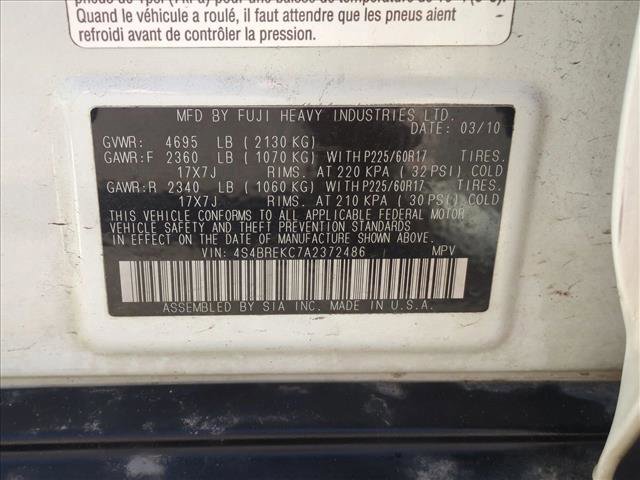 Quand le véhicule a roulé, il faut attendre que les pneus aient
refroidi avant de contrôler la pression.
MFD BY FUJI HEAVY INDUSTRIES LTD.
DATE: 03/10
GVWR: 4695 LB ( 2130 KG)
GAWR:F 2360 LB ( 1070 KG) WITH P225/60R17 TIRES.
17X7J RIMS. AT 220 KPA ( 32 PSI) COLD
GAWR:R 2340 LB ( 1060 KG) WITH P225/60R17 TIRES.
17X7J RIMS. AT 210 KPA ( 30 PSI) COLD
THIS VEHICLE CONFORMS TO ALL APPLICABLE FEDERAL MOTOR
VEHICLE SAFETY AND THEFT PREVENTION STANDARDS
IN EFFECT ON THE DATE OF MANUFACTURE SHOWN ABOVE.
VIN: 4S4BREKC7A2372486 MPV
ASSEMBLED BY SIA INC. MADE IN U.S.A.